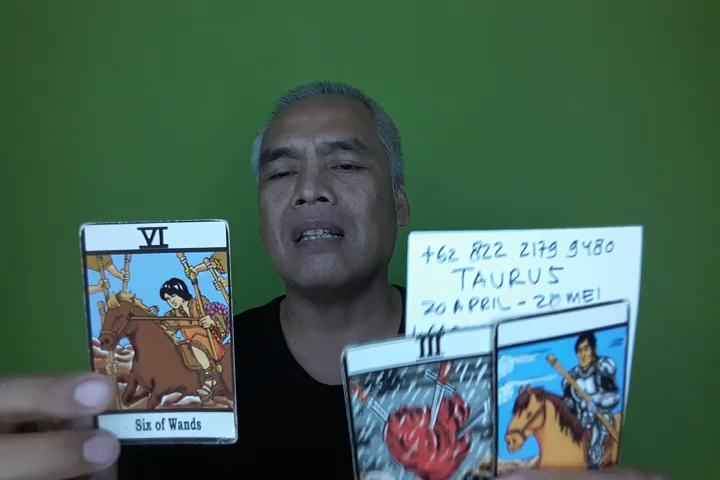 VI
Six of Wands
+62 822 2179 9480
TAURUS
20 APRIL - 20 MEI
III